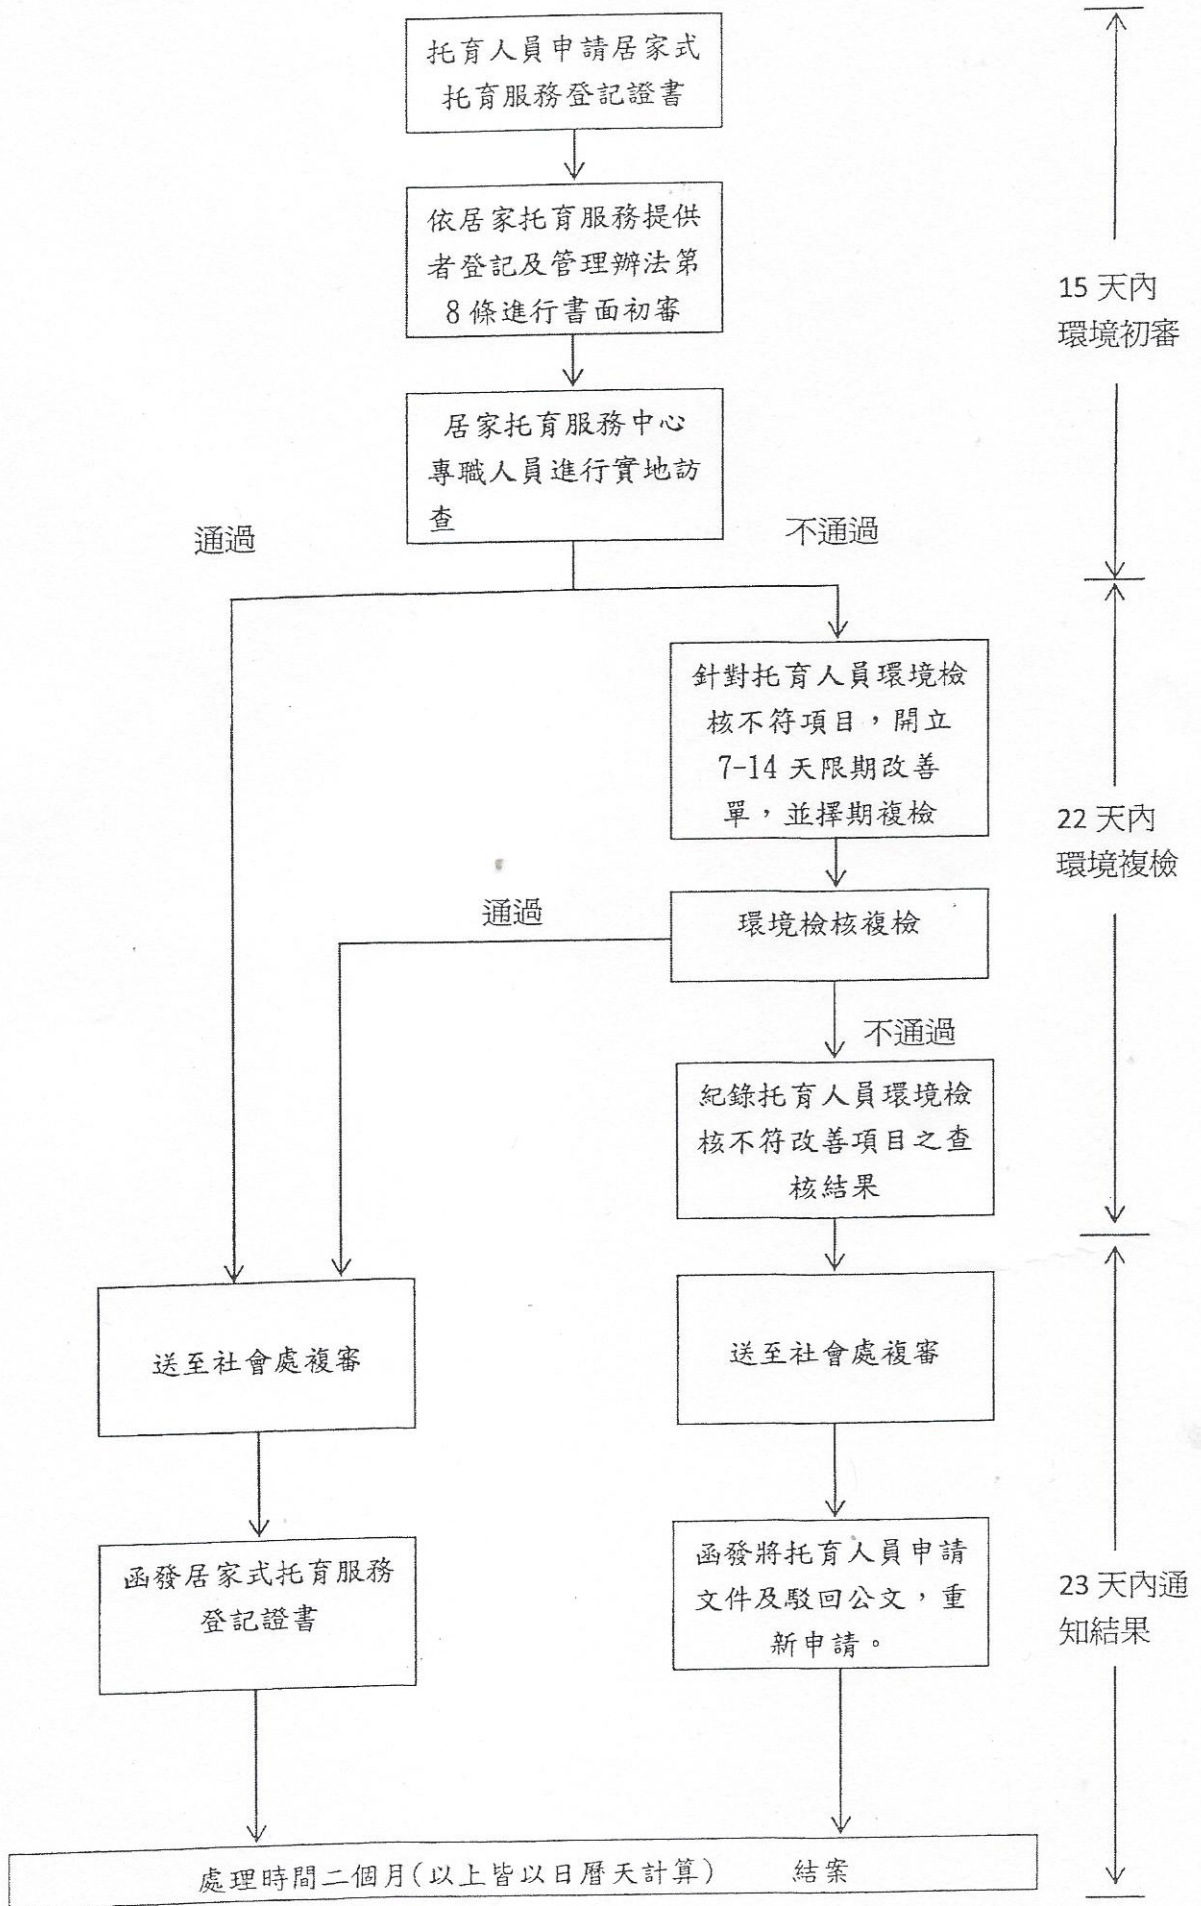 托育人員申請居家式
托育服務登記證書
依居家托育服務提供
者登記及管理辦法第
8條進行書面初審
15 天內
環境初審
居家托育服務中心
專職人員進行實地訪
查
通過
不通過
針對托育人員環境檢
核不符項目，開立
7-14 天限期改善
單，並擇期複檢
22 天內
環境複檢
通過
環境檢核複檢
不通過
紀錄托育人員環境檢
核不符改善項目之查
核結果
送至社會處複審
送至社會處複審
函發居家式托育服務
登記證書
函發將托育人員申請
文件及駁回公文，重
新申請。
23 天內通
知結果
處理時間二個月(以上皆以日曆天計算) 結案